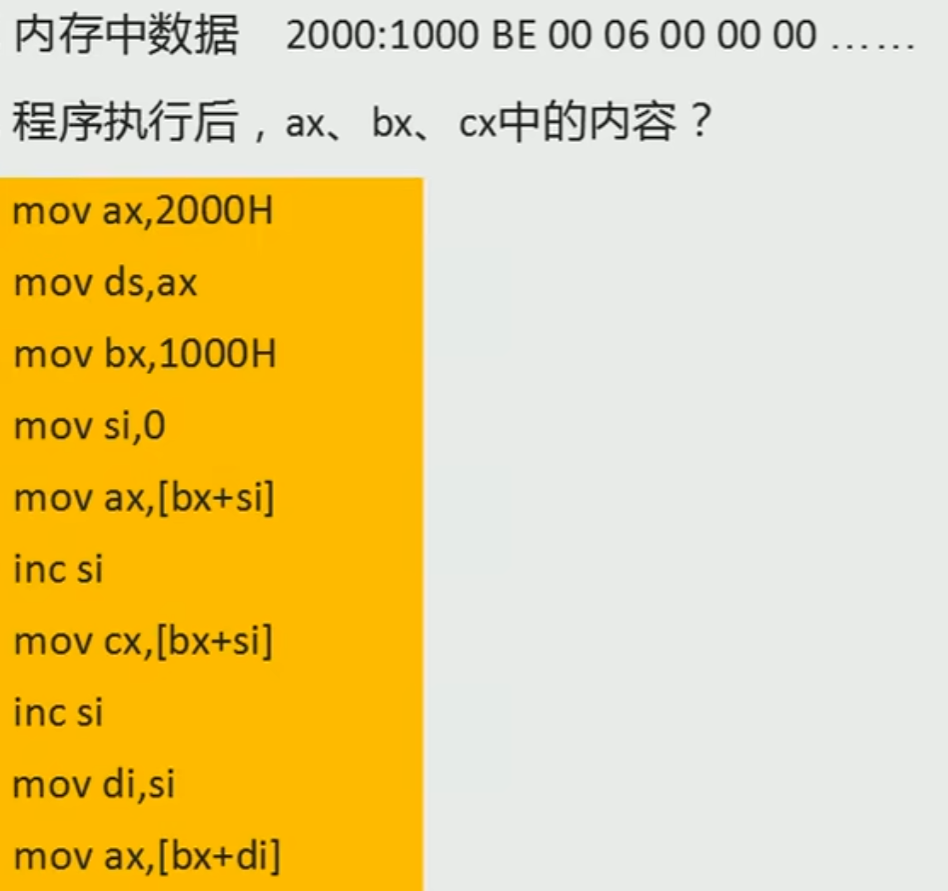 内存中数据 2000:1000 BE 00 06 00 00 00 ……
程序执行后，ax、bx、cx中的内容？
mov ax,2000H
mov ds,ax
mov bx,1000H
mov si,0
mov ax,[bx+si]
inc si
mov cx,[bx+si]
inc si
mov di,si
mov ax,[bx+di]